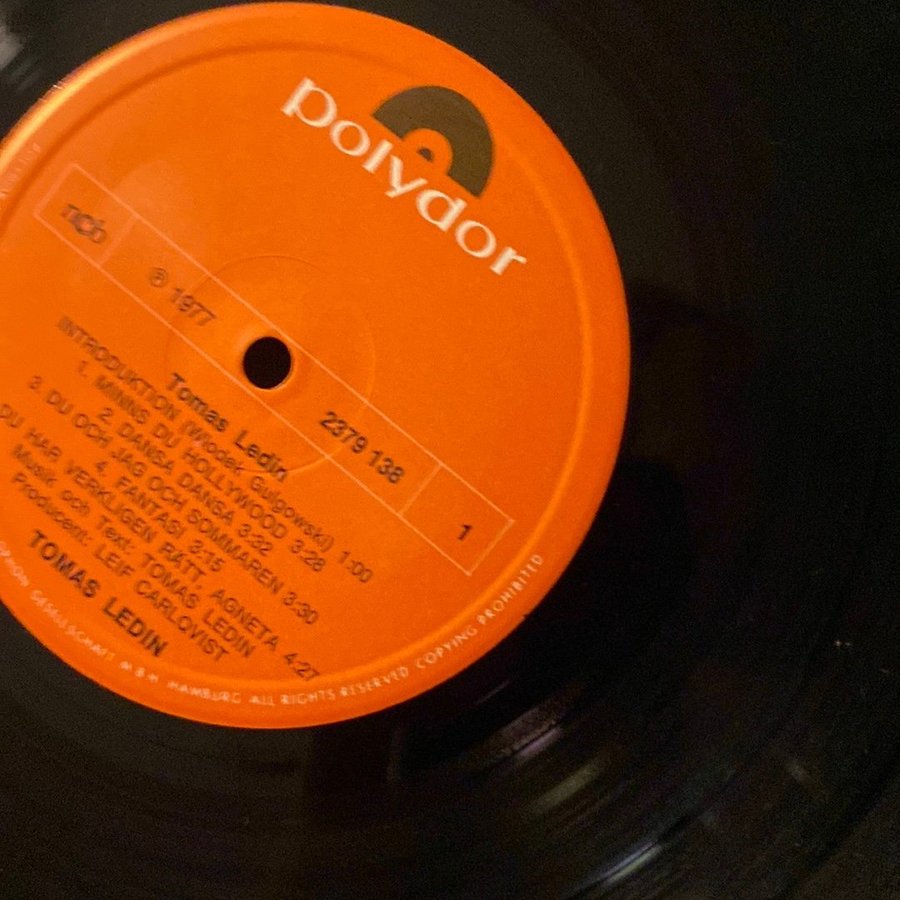 polydor
ncb
℗ 1977
2379 138
1
Tomas Ledin
INTRODUKTION (Wlodek Gulgowski) 1:00
1. MINNS DU HOLLYWOOD 3:28
2. DANSA DANSA 3:32
3. DU OCH JAG OCH SOMMAREN 3:30
4. FANTASI 3:15
DU HAR VERKLIGEN RÄTT, AGNETA 4:27
Musik och Text: TOMAS LEDIN
Producent: LEIF CARLQVIST
TOMAS LEDIN
M·B·H· HAMBURG ALL RIGHTS RESERVED COPYING PROHIBITED